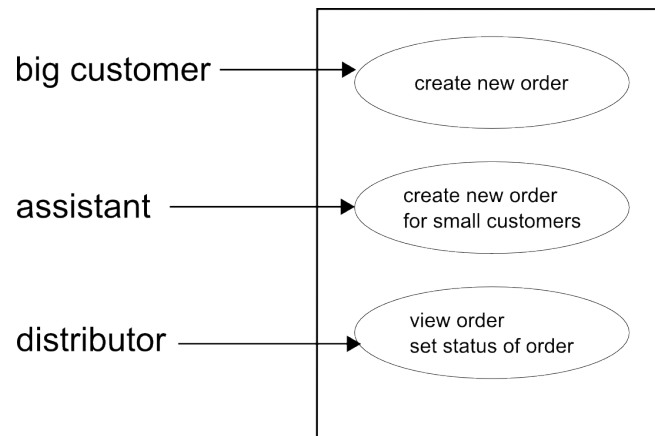 big customer
create new order
assistant
create new order
for small customers
distributor
view order
set status of order